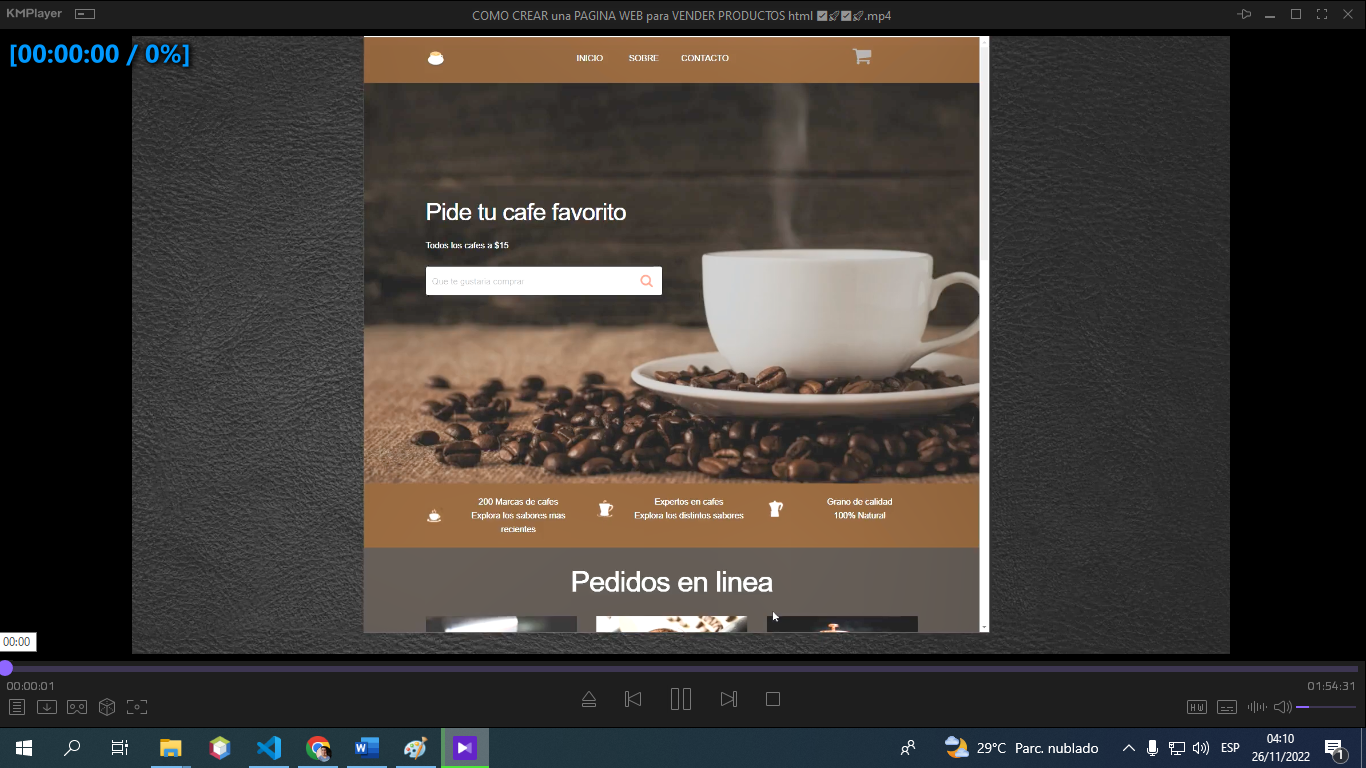 KMPlayer
COMO CREAR una PAGINA WEB para VENDER PRODUCTOS html ☑🚀☑🚀.mp4
[00:00:00 / 0%]
INICIO SOBRE CONTACTO
Pide tu cafe favorito
Todos los cafes a $15
Que te gustaria comprar
200 Marcas de cafes
Explora los sabores mas
recientes
Expertos en cafes
Explora los distintos sabores
Grano de calidad
100% Natural
Pedidos en linea
00:00
00:00:01
01:54:31
HW
29°C Parc. nublado
ESP
04:10
26/11/2022
1